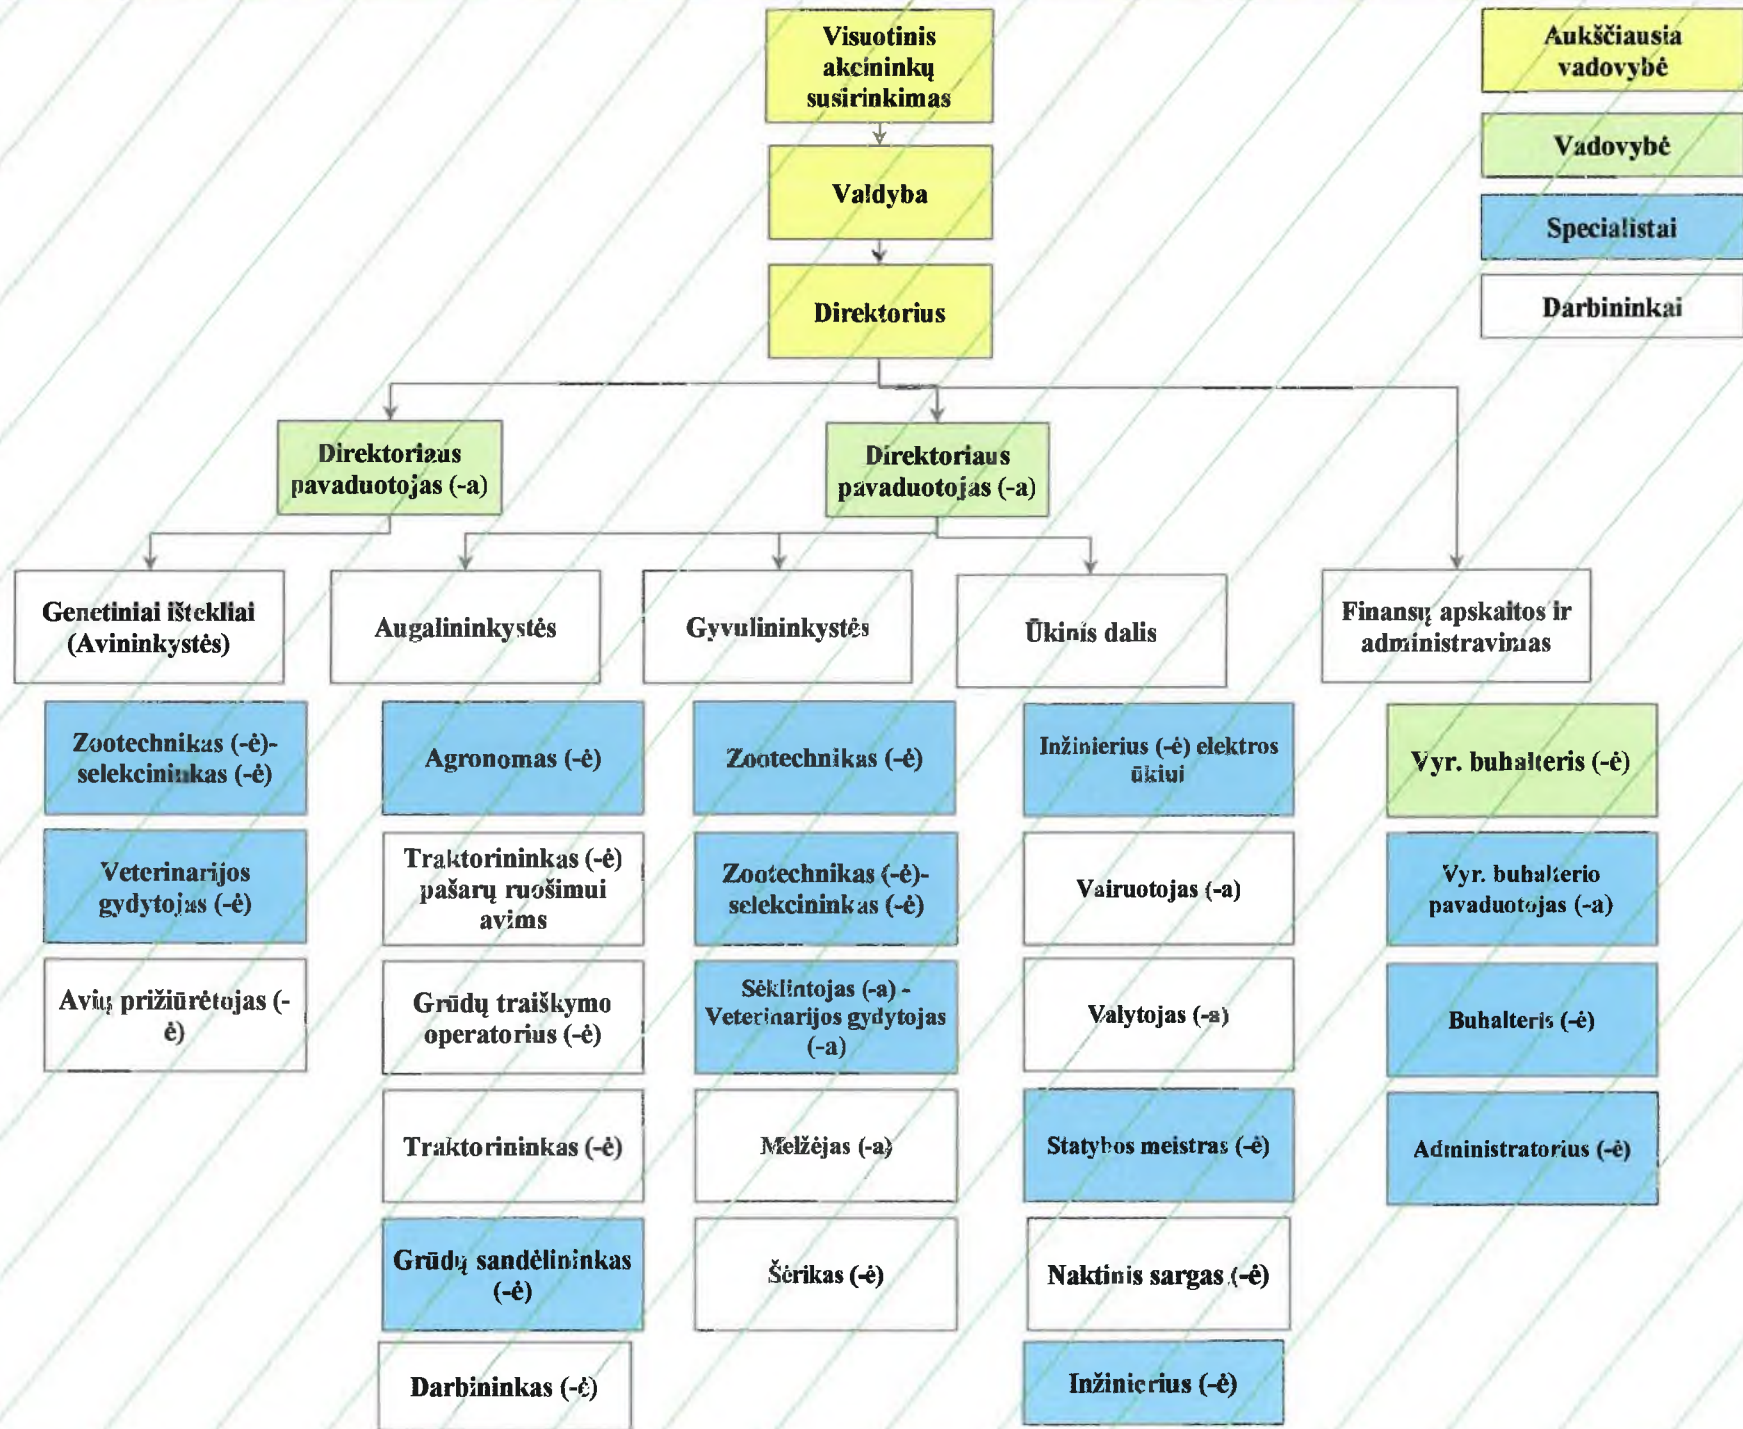 Visuotinis
akcininkų
susirinkimas
Valdyba
Direktorius
Aukščiausia
vadovybė
Vadovybė
Specialistai
Darbininkai
Direktoriaus
pavaduotojas (-a)
Direktoriaus
pavaduotojas (-a)
Genetiniai ištekliai
(Avininkystės)
Augalininkystės
Gyvulininkystės
Ūkinis dalis
Finansų apskaitos ir
administravimas
Zootechnikas (-ė)-
selekcininkas (-ė)
Veterinarijos
gydytojas (-ė)
Avių prižiūrėtojas (-
ė)
Agronomas (-ė)
Traktorininkas (-ė)
pašarų ruošimui
avims
Grūdų traiškymo
operatorius (-ė)
Traktorininkas (-ė)
Grūdų sandėlininkas
(-ė)
Darbininkas (-ė)
Zootechnikas (-ė)
Zootechnikas (-ė)-
selekcininkas (-ė)
Sėklintojas (-a) -
Veterinarijos gydytojas
(-a)
Melžėjas (-a)
Šėrikas (-ė)
Inžinierius (-ė) elektros
ūkiui
Vairuotojas (-a)
Valytojas (-a)
Statybos meistras (-ė)
Naktinis sargas (-ė)
Inžinierius (-ė)
Vyr. buhalteris (-ė)
Vyr. buhalterio
pavaduotojas (-a)
Buhalteris (-ė)
Administratorius (-ė)